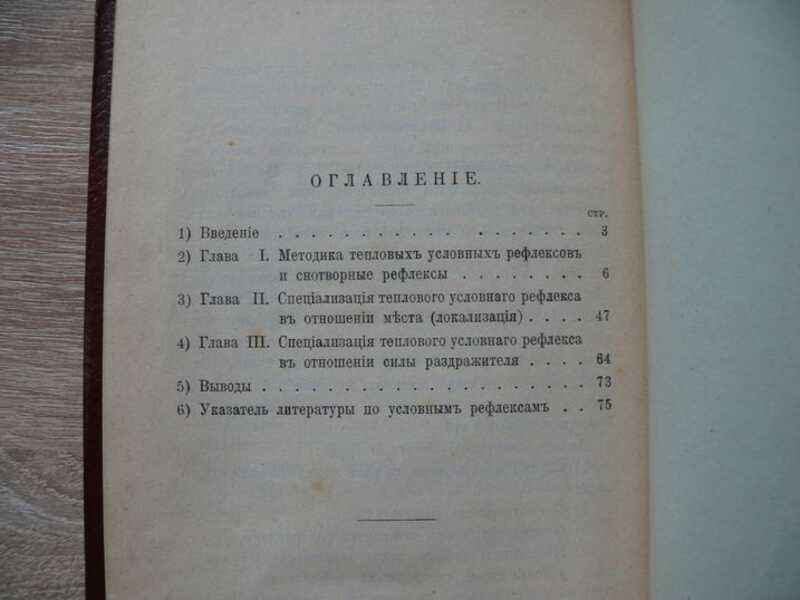 ОГЛАВЛЕНІЕ.
стр.
1) Введеніе . . . . . . . . . . . . . . . . . 3
2) Глава I. Методика тепловыхъ условныхъ рефлексовъ
и снотворные рефлексы . . . . . . . . 6
3) Глава II. Спеціализація теплового условнаго рефлекса
въ отношеніи мѣста (локализація) . . . . 47
4) Глава III. Спеціализація теплового условнаго рефлекса
въ отношеніи силы раздражителя . . . . 64
5) Выводы . . . . . . . . . . . . . . . . . . 73
6) Указатель литературы по условнымъ рефлексамъ . . 75